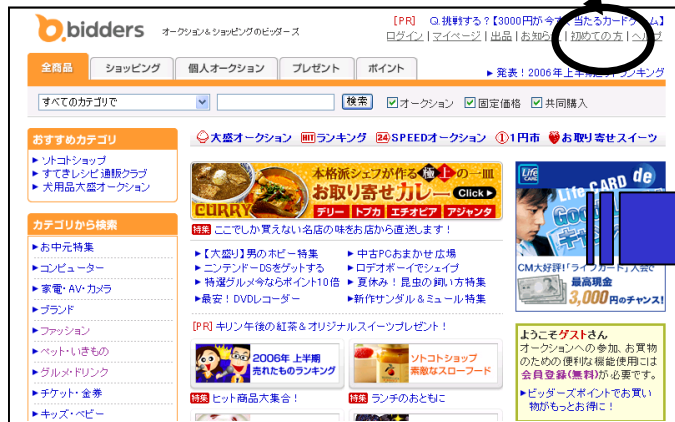 bidders オークション&ショッピングのビッダーズ
[PR] Q.挑戦する?【3000円が今すぐ当たるカードゲーム】
ログイン | マイページ | 出品 | お知らせ | 初めての方 | ヘルプ
全商品 ショッピング 個人オークション プレゼント ポイント
発表!2006年上半期
すべてのカテゴリで 検索 オークション 固定価格 共同購入
おすすめカテゴリ
ソトコトショップ
すてきレシピ通販クラブ
犬用品大盛オークション
大盛オークション HITランキング 24SPEEDオークション ①1円市 お取り寄せスイーツ
本格派シェフが作る極上の一皿
お取り寄せカレー Click
CURRY デリー トプカ エチオピア アジャンタ
特集 ここでしか買えない名店の味をお店から直送します!
【大盛り】男のホビー特集 中古PCおまかせ広場
ニンテンドーDSをゲットする ロデオボーイでシェイプ
特選グルメ今ならポイント10倍 夏休み!昆虫の飼い方特集
最安!DVDレコーダー 新作サンダル&ミュール特集
[PR] キリン午後の紅茶&オリジナルスイーツプレゼント!
2006年 上半期
売れたものランキング
ソトコトショップ
素敵なスローフード
特集 ヒット商品大集合! 特集 ランチのおともに
カテゴリから検索
お中元特集
コンピューター
家電・AV・カメラ
ブランド
ファッション
ペット・いきもの
グルメ・ドリンク
チケット・金券
キッズ・ベビー
Life CARD
Life CARD de
CM大好評!「ライフカード」入会で
最高現金
3,000円のチャンス!
ようこそゲストさん
オークションへの参加、お買物
のための便利な機能使用には
会員登録(無料)が必要です。
ビッダーズポイントでお買い
物がもっとお得に!